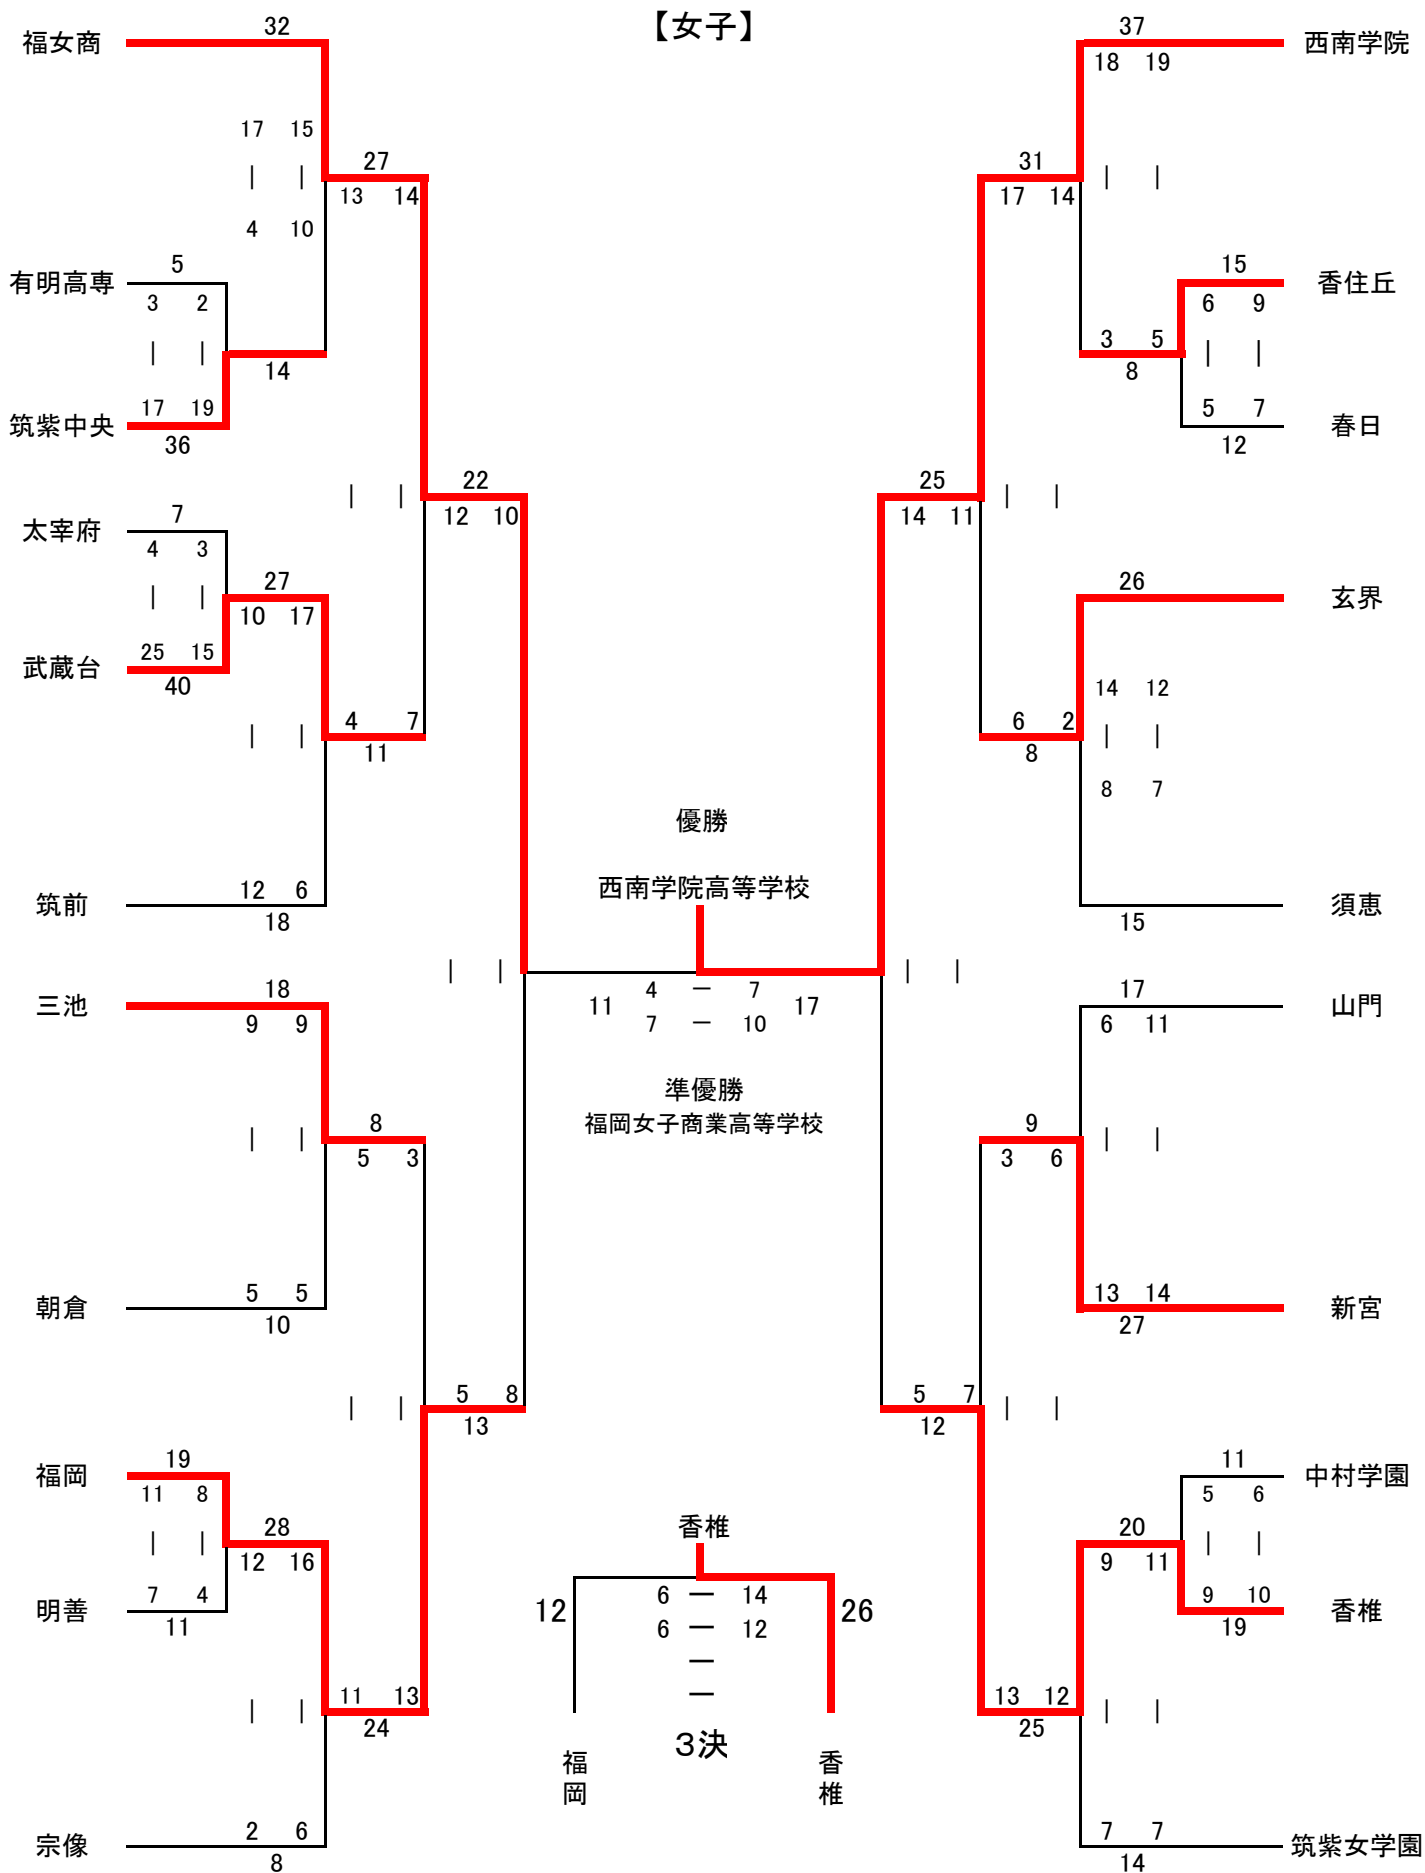 【女子】
32
37
福女商
西南学院
18 19
17 15
27
31
| |
| |
13 14
17 14
4 10
5
15
有明高専
香住丘
3 2
6 9
| |
3 5
| |
14
8
17 19
5 7
筑紫中央
春日
36
12
22
25
| |
| |
12 10
14 11
7
太宰府
4 3
27
26
| |
玄界
10 17
25 15
武蔵台
40
14 12
4 7
6 2
| |
| |
11
8
8 7
優勝
西南学院高等学校
12 6
筑前
須恵
18
15
| |
| |
18
17
4 — 7
三池
11
17
山門
9 9
7 — 10
6 11
準優勝
8
9
福岡女子商業高等学校
| |
| |
5 3
3 6
5 5
13 14
朝倉
新宮
10
27
5 8
5 7
| |
| |
13
12
19
11
福岡
中村学園
11 8
5 6
28
香椎
20
| |
| |
12 16
9 11
7 4
6 — 14
9 10
明善
12
26
香椎
11
6 — 12
19
—
11 13
—
13 12
| |
| |
24
25
3決
福岡
香椎
2 6
7 7
宗像
筑紫女学園
8
14